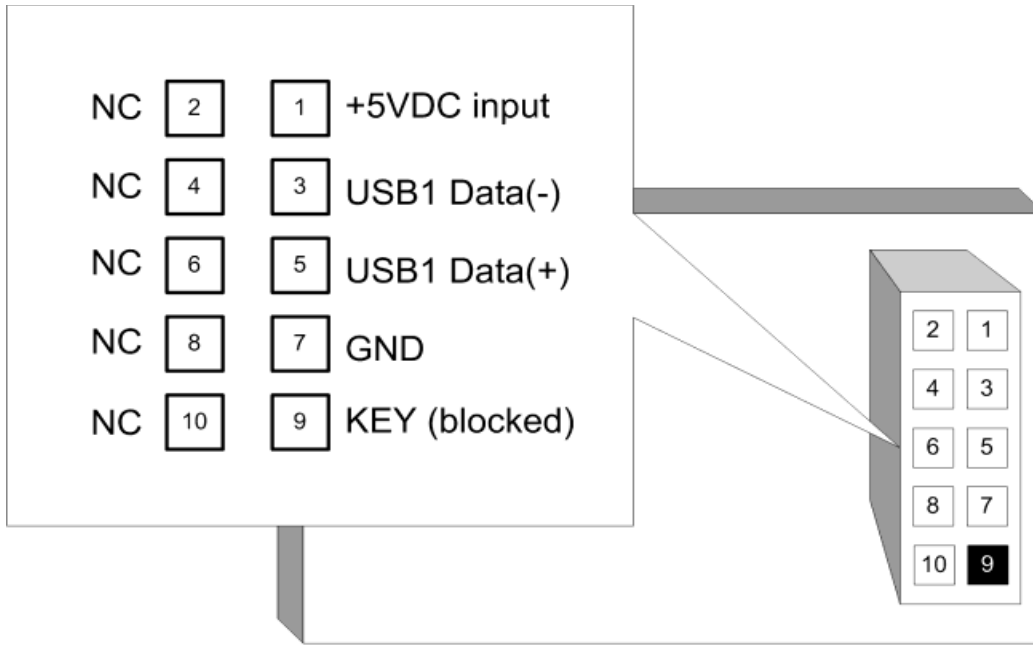 NC 2 1 +5VDC input
NC 4 3 USB1 Data(-)
NC 6 5 USB1 Data(+)
NC 8 7 GND
NC 10 9 KEY (blocked)
2 1
4 3
6 5
8 7
10 9